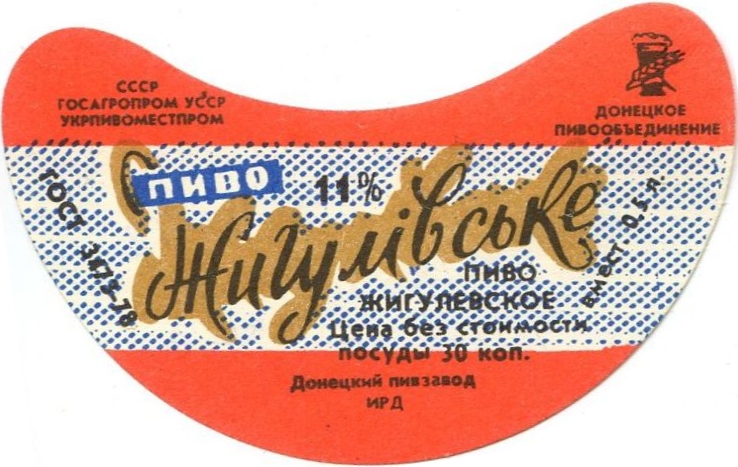 СССР
ГОСАГРОПРОМ УССР
УКРПИВОМЕСТПРОМ
ДОНЕЦКОЕ
ПИВООБЪЕДИНЕНИЕ
ГОСТ 3473-78
ПИВО
11%
Жигулівське
ПИВО
ЖИГУЛЕВСКОЕ
вмест 0,5 л
Цена без стоимости
посуды 30 коп.
Донецкий пивзавод
ИРД